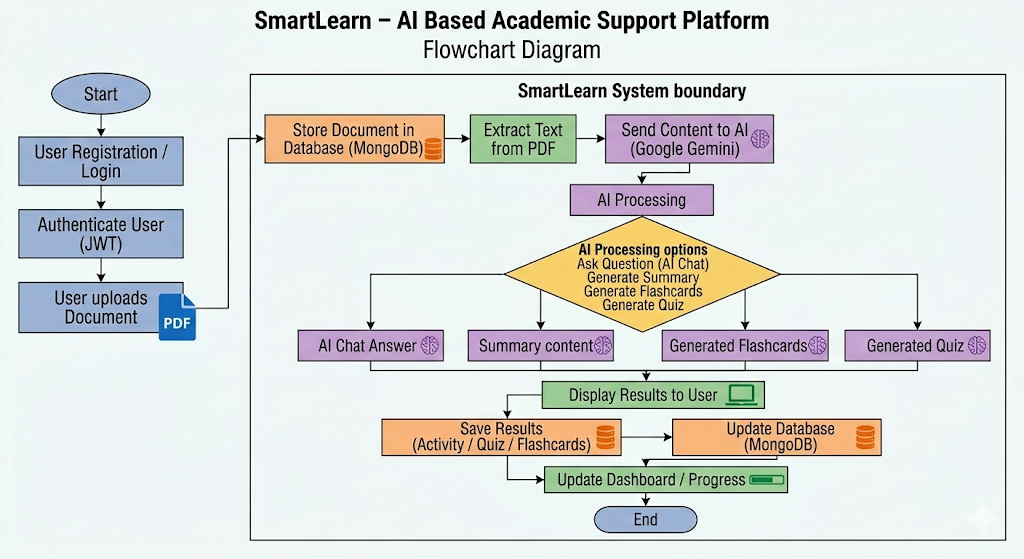 SmartLearn – AI Based Academic Support Platform
Flowchart Diagram
SmartLearn System boundary
Start
User Registration /
Login
Authenticate User
(JWT)
User uploads
Document
PDF
Store Document in
Database (MongoDB)
Extract Text
from PDF
Send Content to AI
(Google Gemini)
AI Processing
AI Processing options
Ask Question (AI Chat)
Generate Summary
Generate Flashcards
Generate Quiz
AI Chat Answer
Summary content
Generated Flashcards
Generated Quiz
Display Results to User
Save Results
(Activity / Quiz / Flashcards)
Update Database
(MongoDB)
Update Dashboard / Progress
End